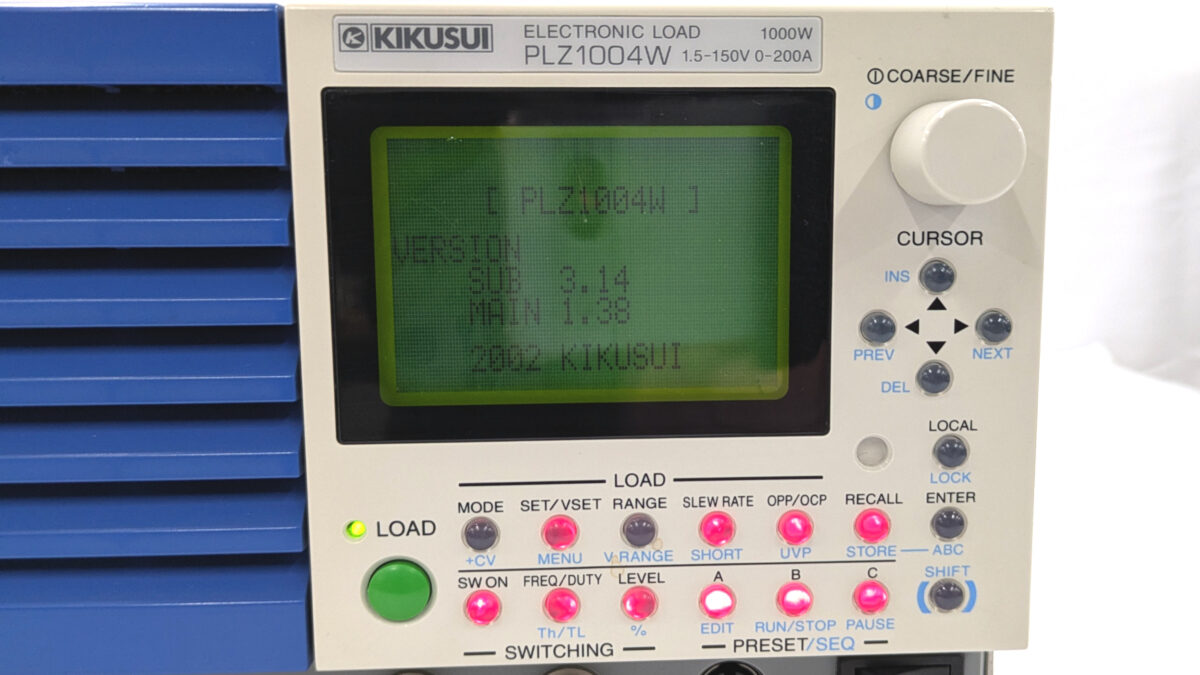 KIKUSUI ELECTRONIC LOAD 1000W
PLZ1004W 1.5-150V 0-200A
COARSE/FINE
[ PLZ1004W ]
VERSION
SUB 3.14
MAIN 1.38
2002 KIKUSUI
CURSOR
INS
PREV
NEXT
DEL
LOCAL
LOCK
LOAD
MODE SET/VSET RANGE SLEW RATE OPP/OCP RECALL ENTER
LOAD
+CV MENU V RANGE SHORT UVP STORE ABC
SW ON FREQ/DUTY LEVEL A B C SHIFT
Th/TL % EDIT RUN/STOP PAUSE
SWITCHING PRESET/SEQ